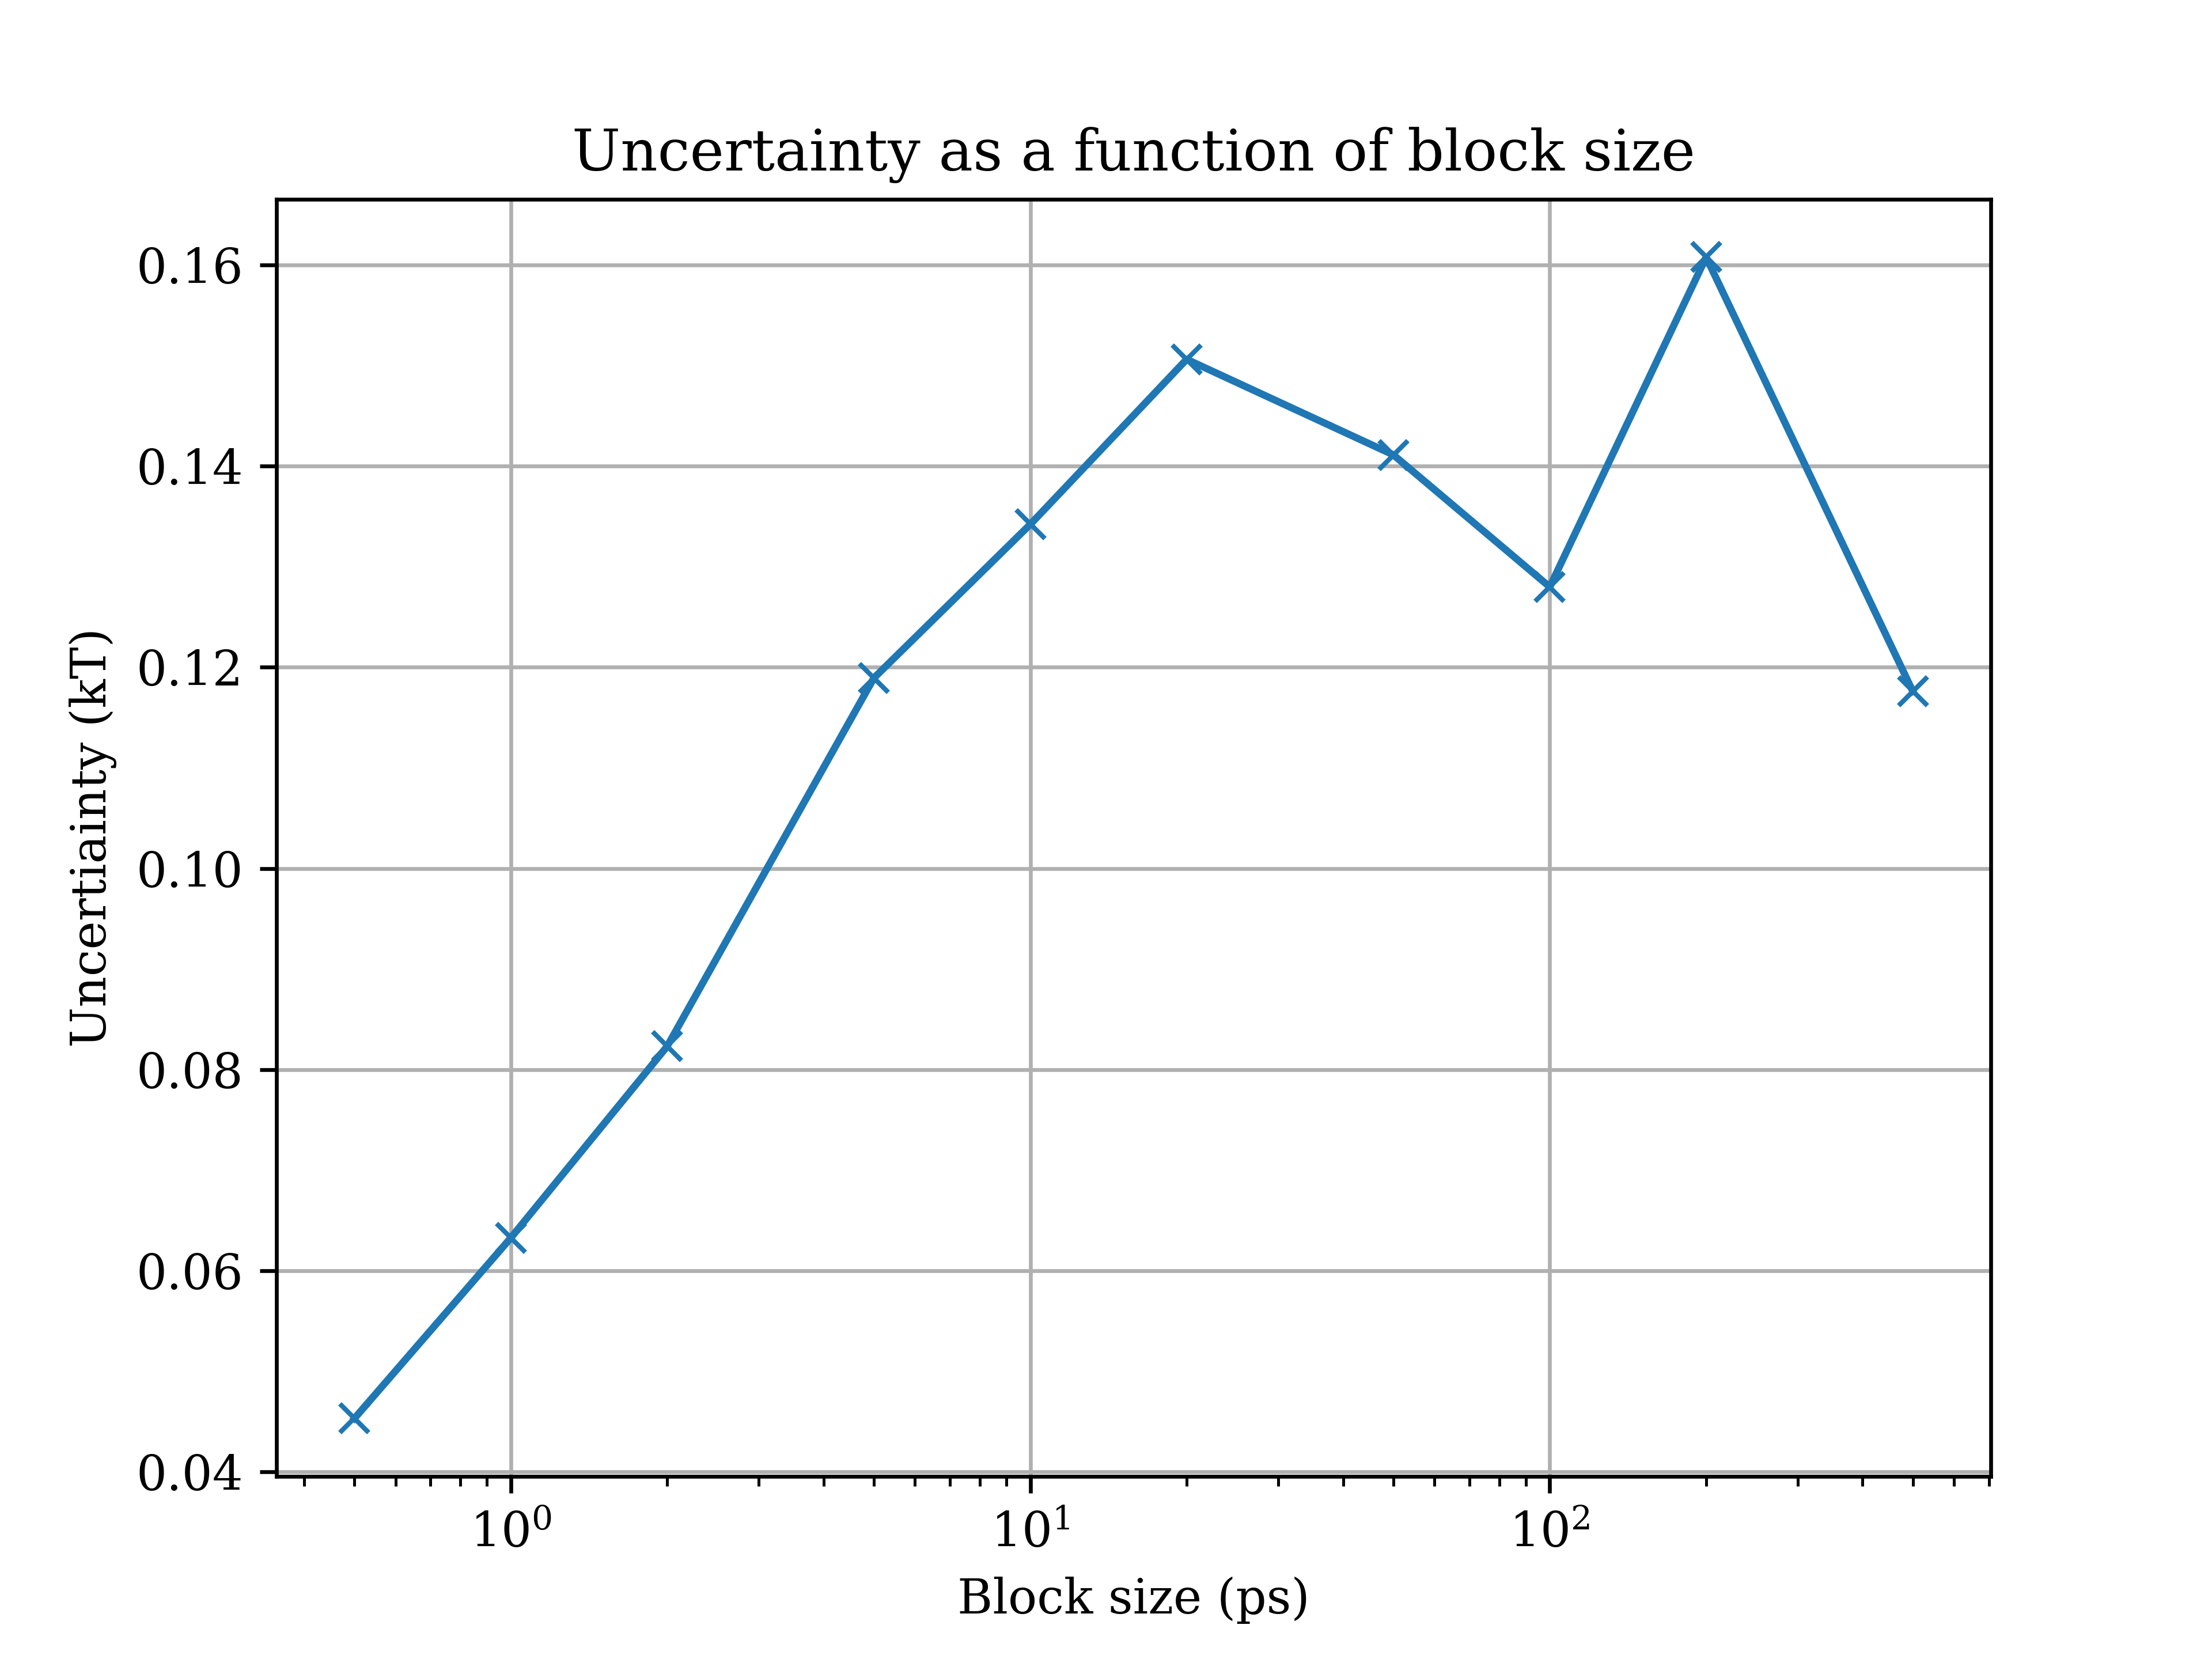 Uncertainty as a function of block size
Uncertiainty (kT)
0.16
0.14
0.12
0.10
0.08
0.06
0.04
10⁰ 10¹ 10²
Block size (ps)